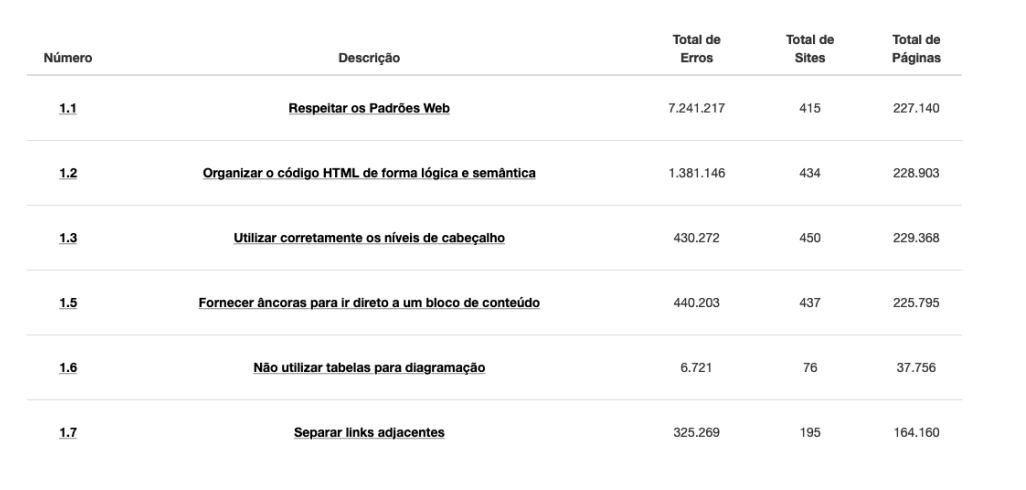 Número Descrição Total de Erros Total de Sites Total de Páginas
1.1 Respeitar os Padrões Web 7.241.217 415 227.140
1.2 Organizar o código HTML de forma lógica e semântica 1.381.146 434 228.903
1.3 Utilizar corretamente os níveis de cabeçalho 430.272 450 229.368
1.5 Fornecer âncoras para ir direto a um bloco de conteúdo 440.203 437 225.795
1.6 Não utilizar tabelas para diagramação 6.721 76 37.756
1.7 Separar links adjacentes 325.269 195 164.160